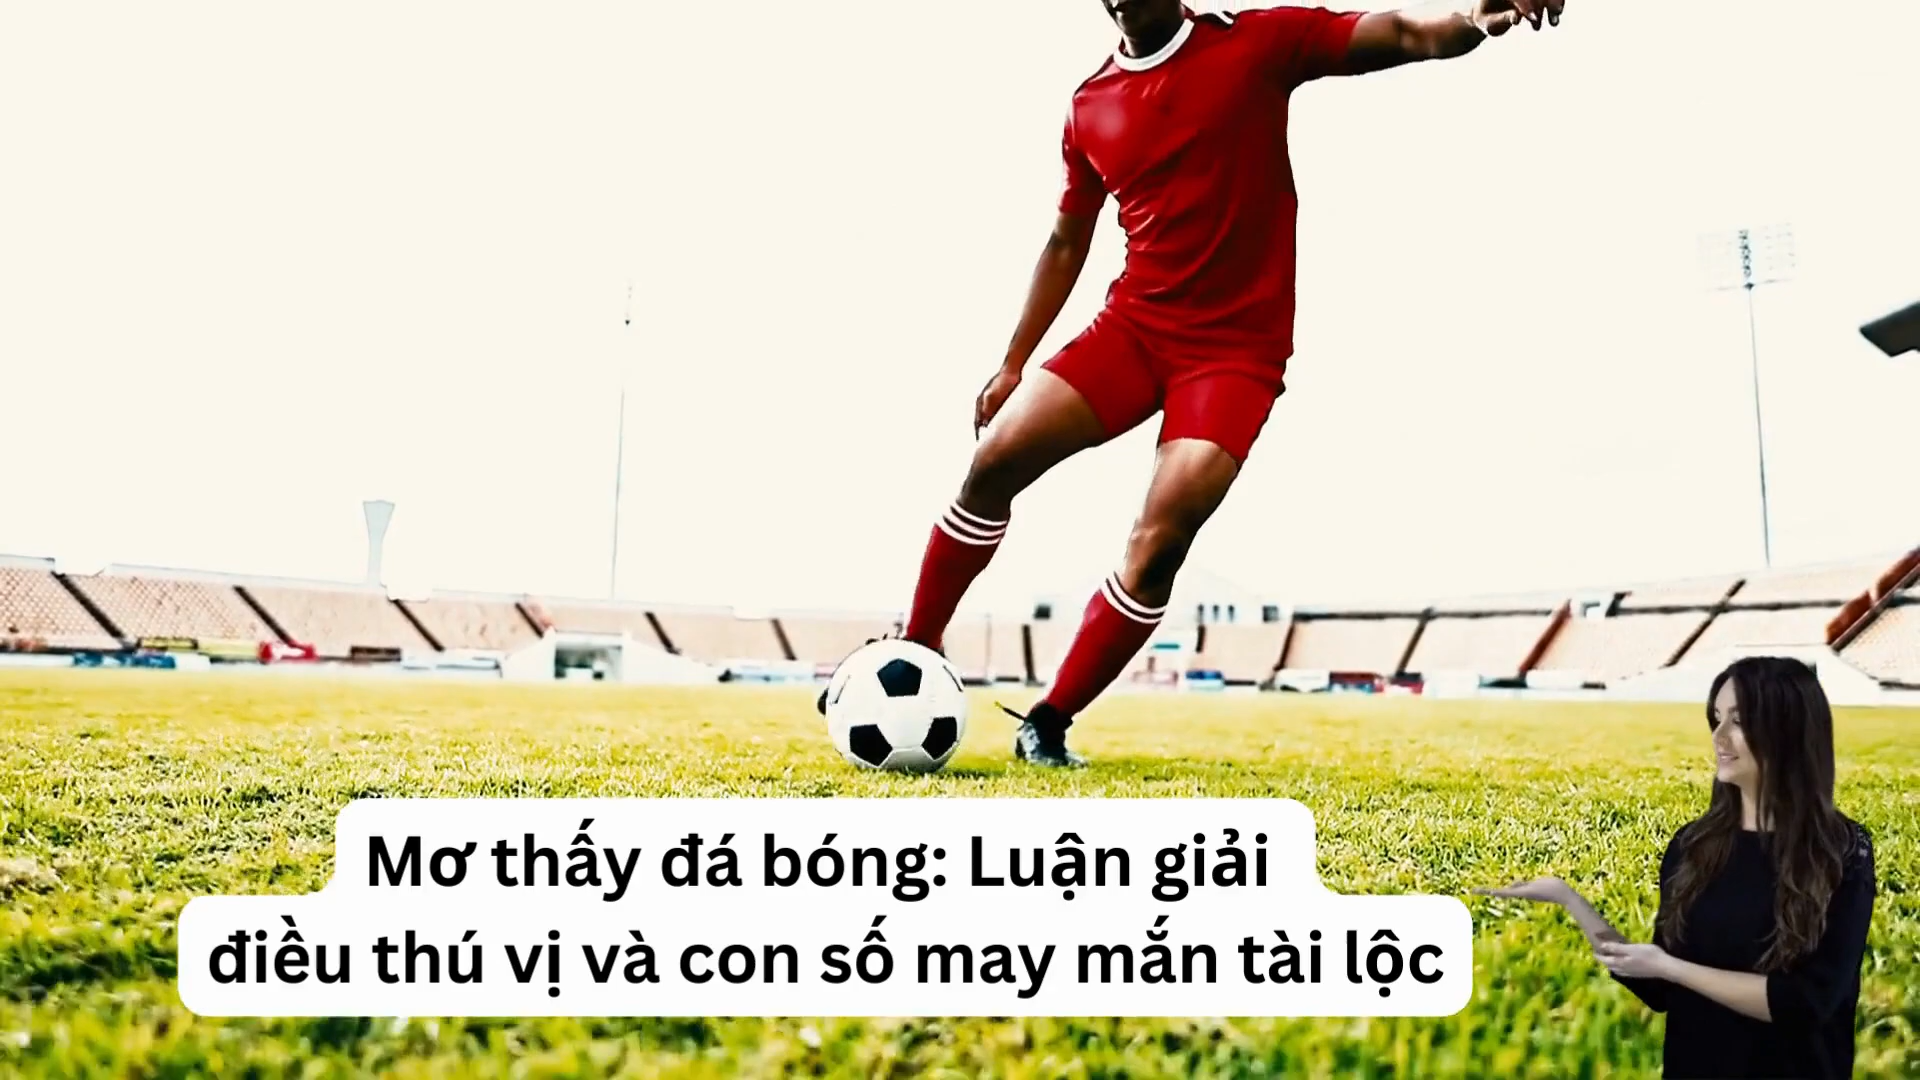 Mơ thấy đá bóng: Luận giải
điều thú vị và con số may mắn tài lộc